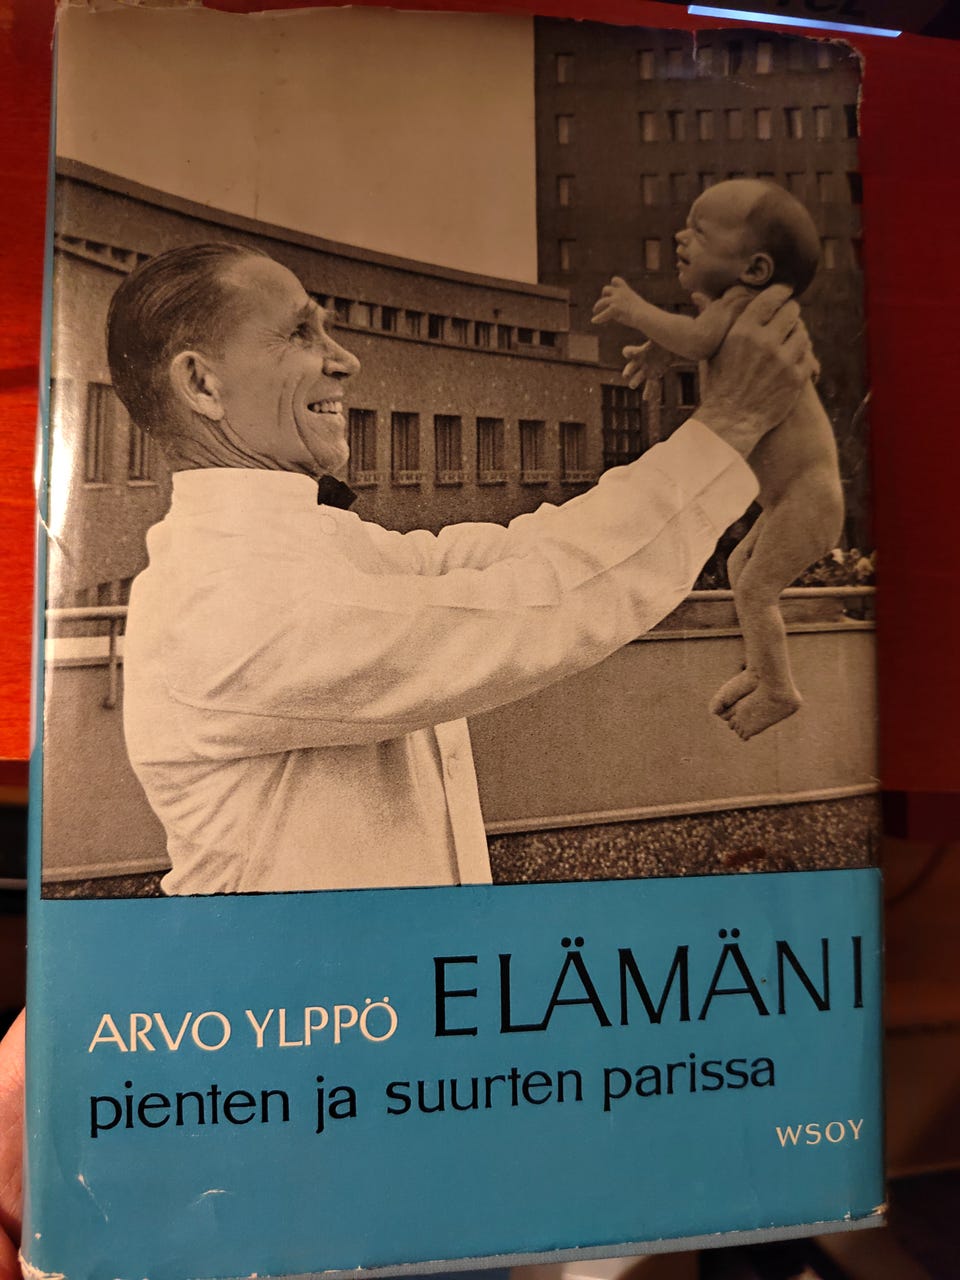 ARVO YLPPÖ ELÄMÄNI
pienten ja suurten parissa
WSOY